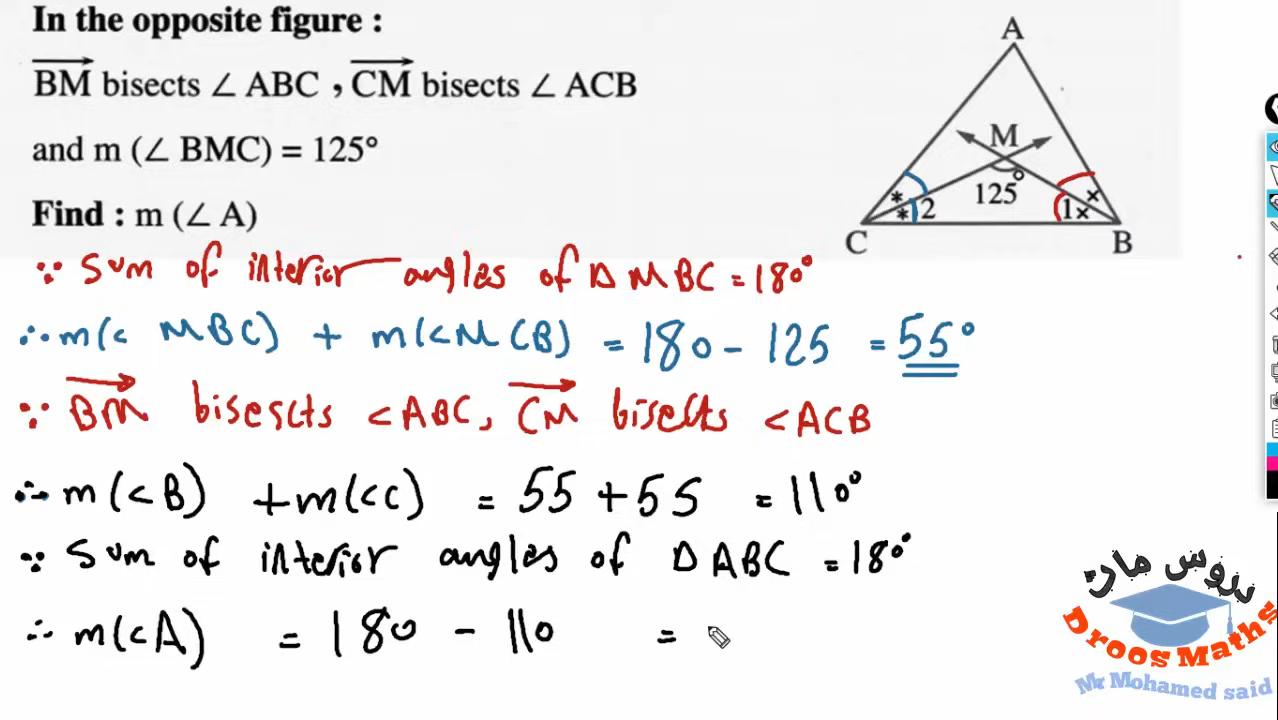 In the opposite figure :
BM bisects ∠ ABC , CM bisects ∠ ACB
and m (∠ BMC) = 125°
Find : m (∠ A)
A
M
125°
* * 2
1 × ×
C
B
∵ Sum of interior angles of Δ MBC = 180°
∴ m(< MBC) + m(<MCB) = 180 - 125 = 55°
∵ BM bisescts <ABC, CM bisects <ACB
∴ m(<B) + m(<C) = 55 + 55 = 110°
∵ Sum of interior angles of Δ ABC = 180°
∴ m(<A) = 180 - 110 =
دروس ماث
Droos Maths
Mr Mohamed said